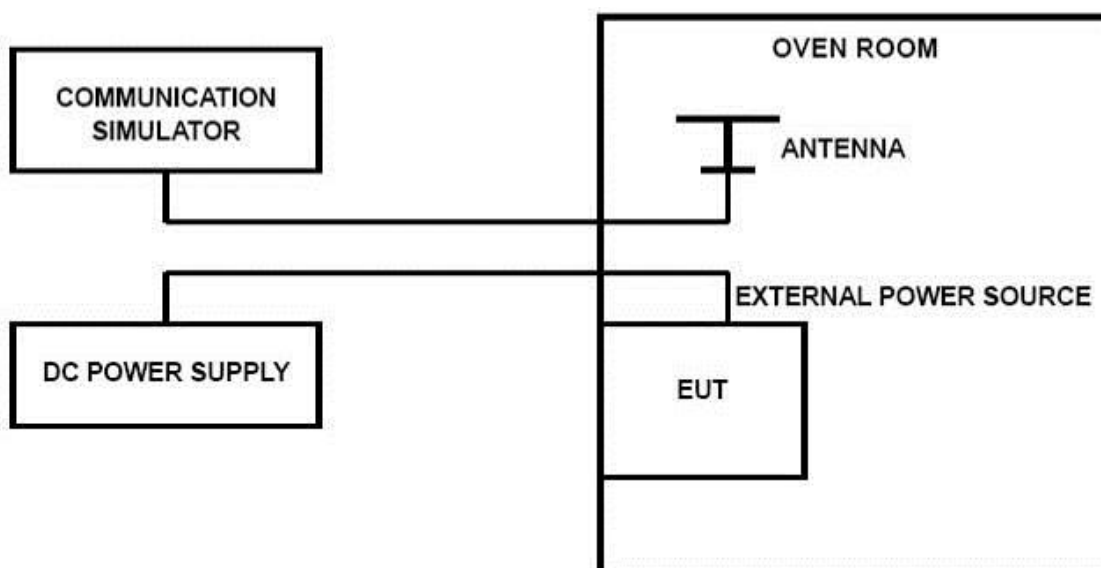 OVEN ROOM
COMMUNICATION
SIMULATOR
ANTENNA
EXTERNAL POWER SOURCE
DC POWER SUPPLY
EUT